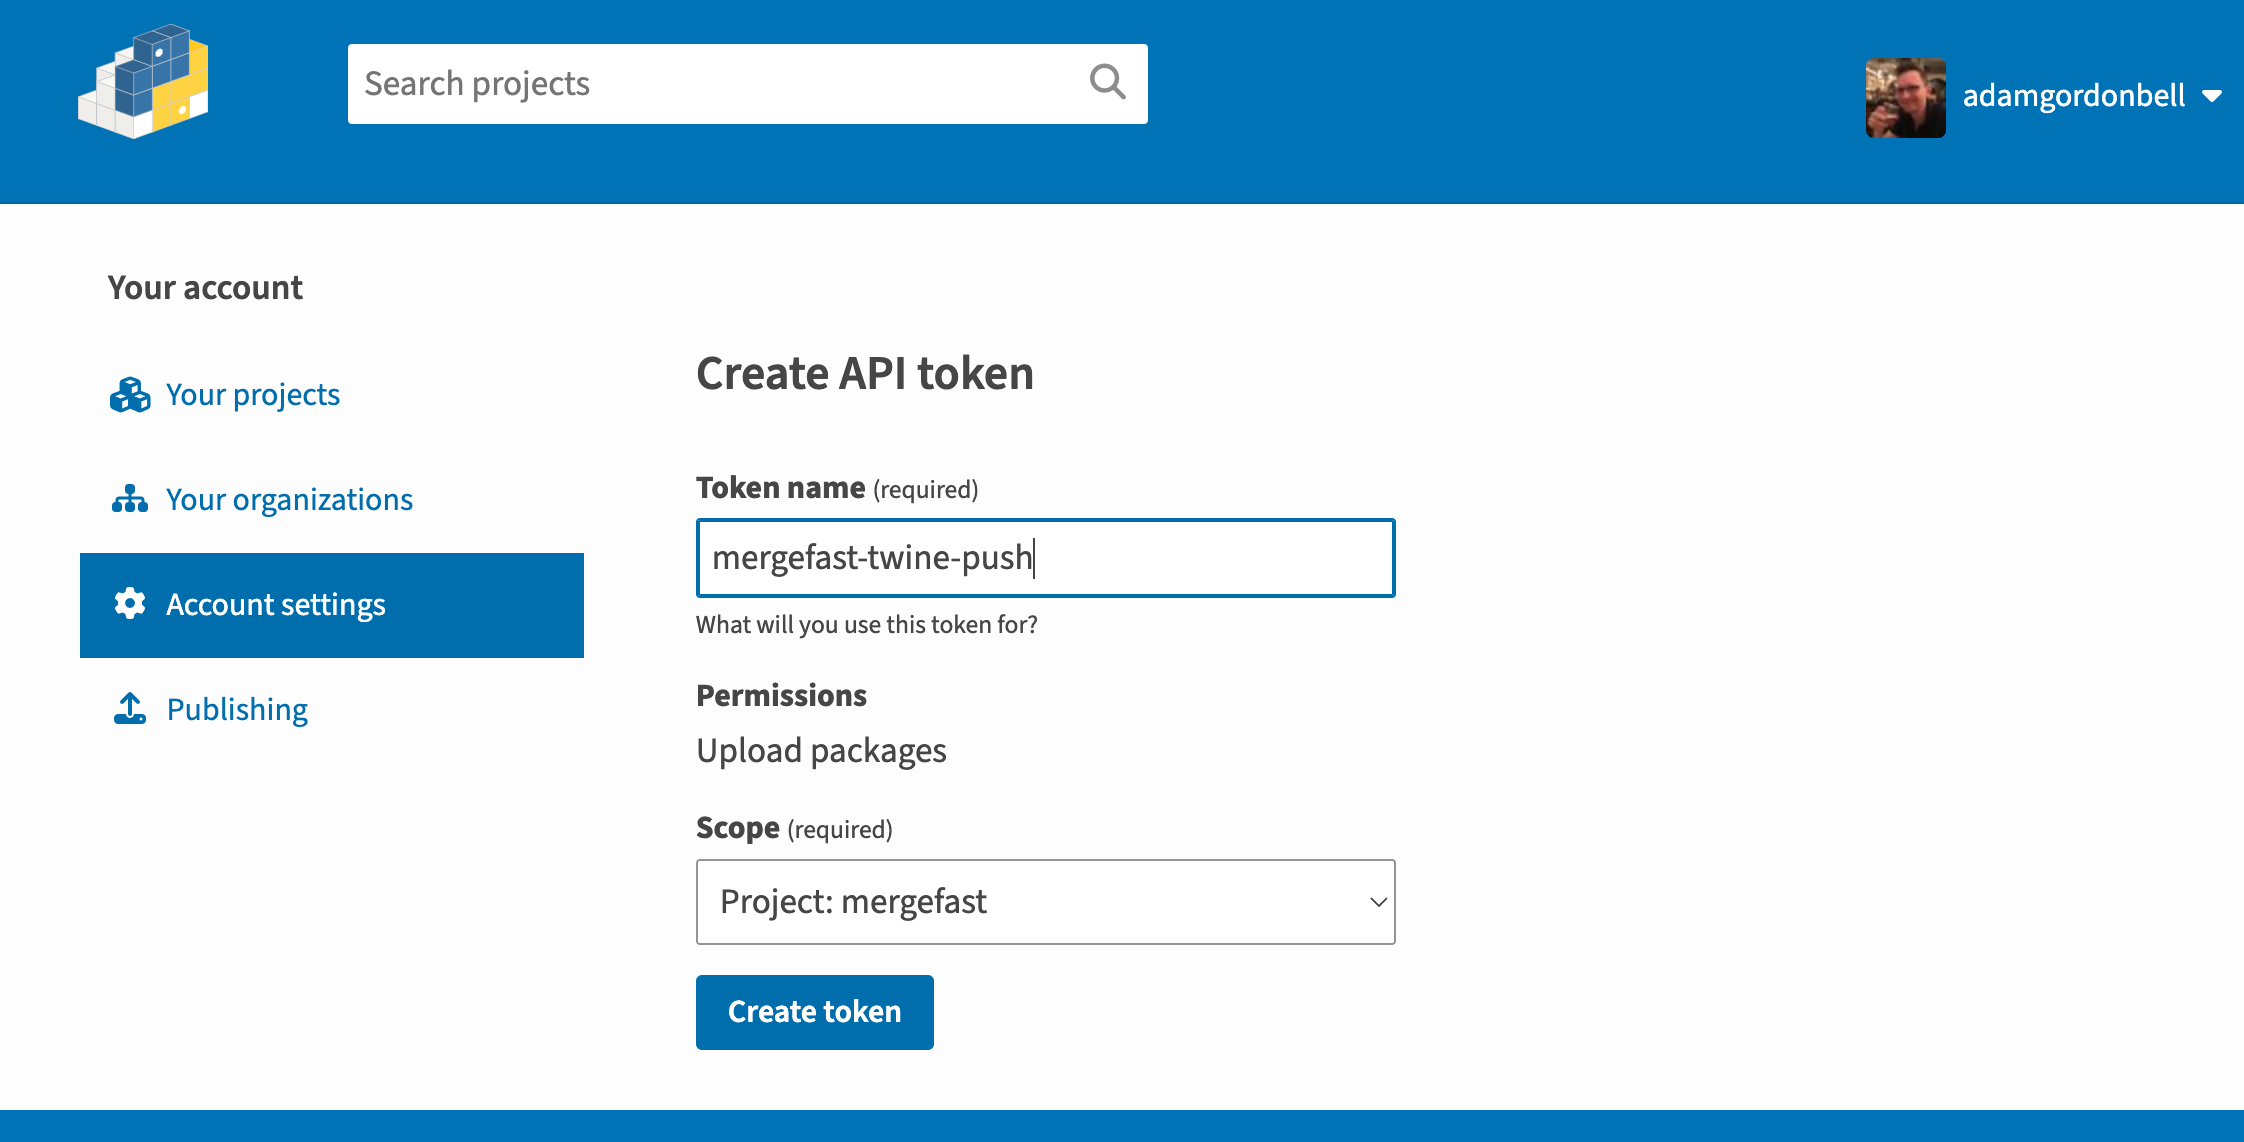 Search projects
adamgordonbell
Your account
Your projects
Your organizations
Account settings
Publishing
Create API token
Token name (required)
mergefast-twine-push
What will you use this token for?
Permissions
Upload packages
Scope (required)
Project: mergefast
Create token